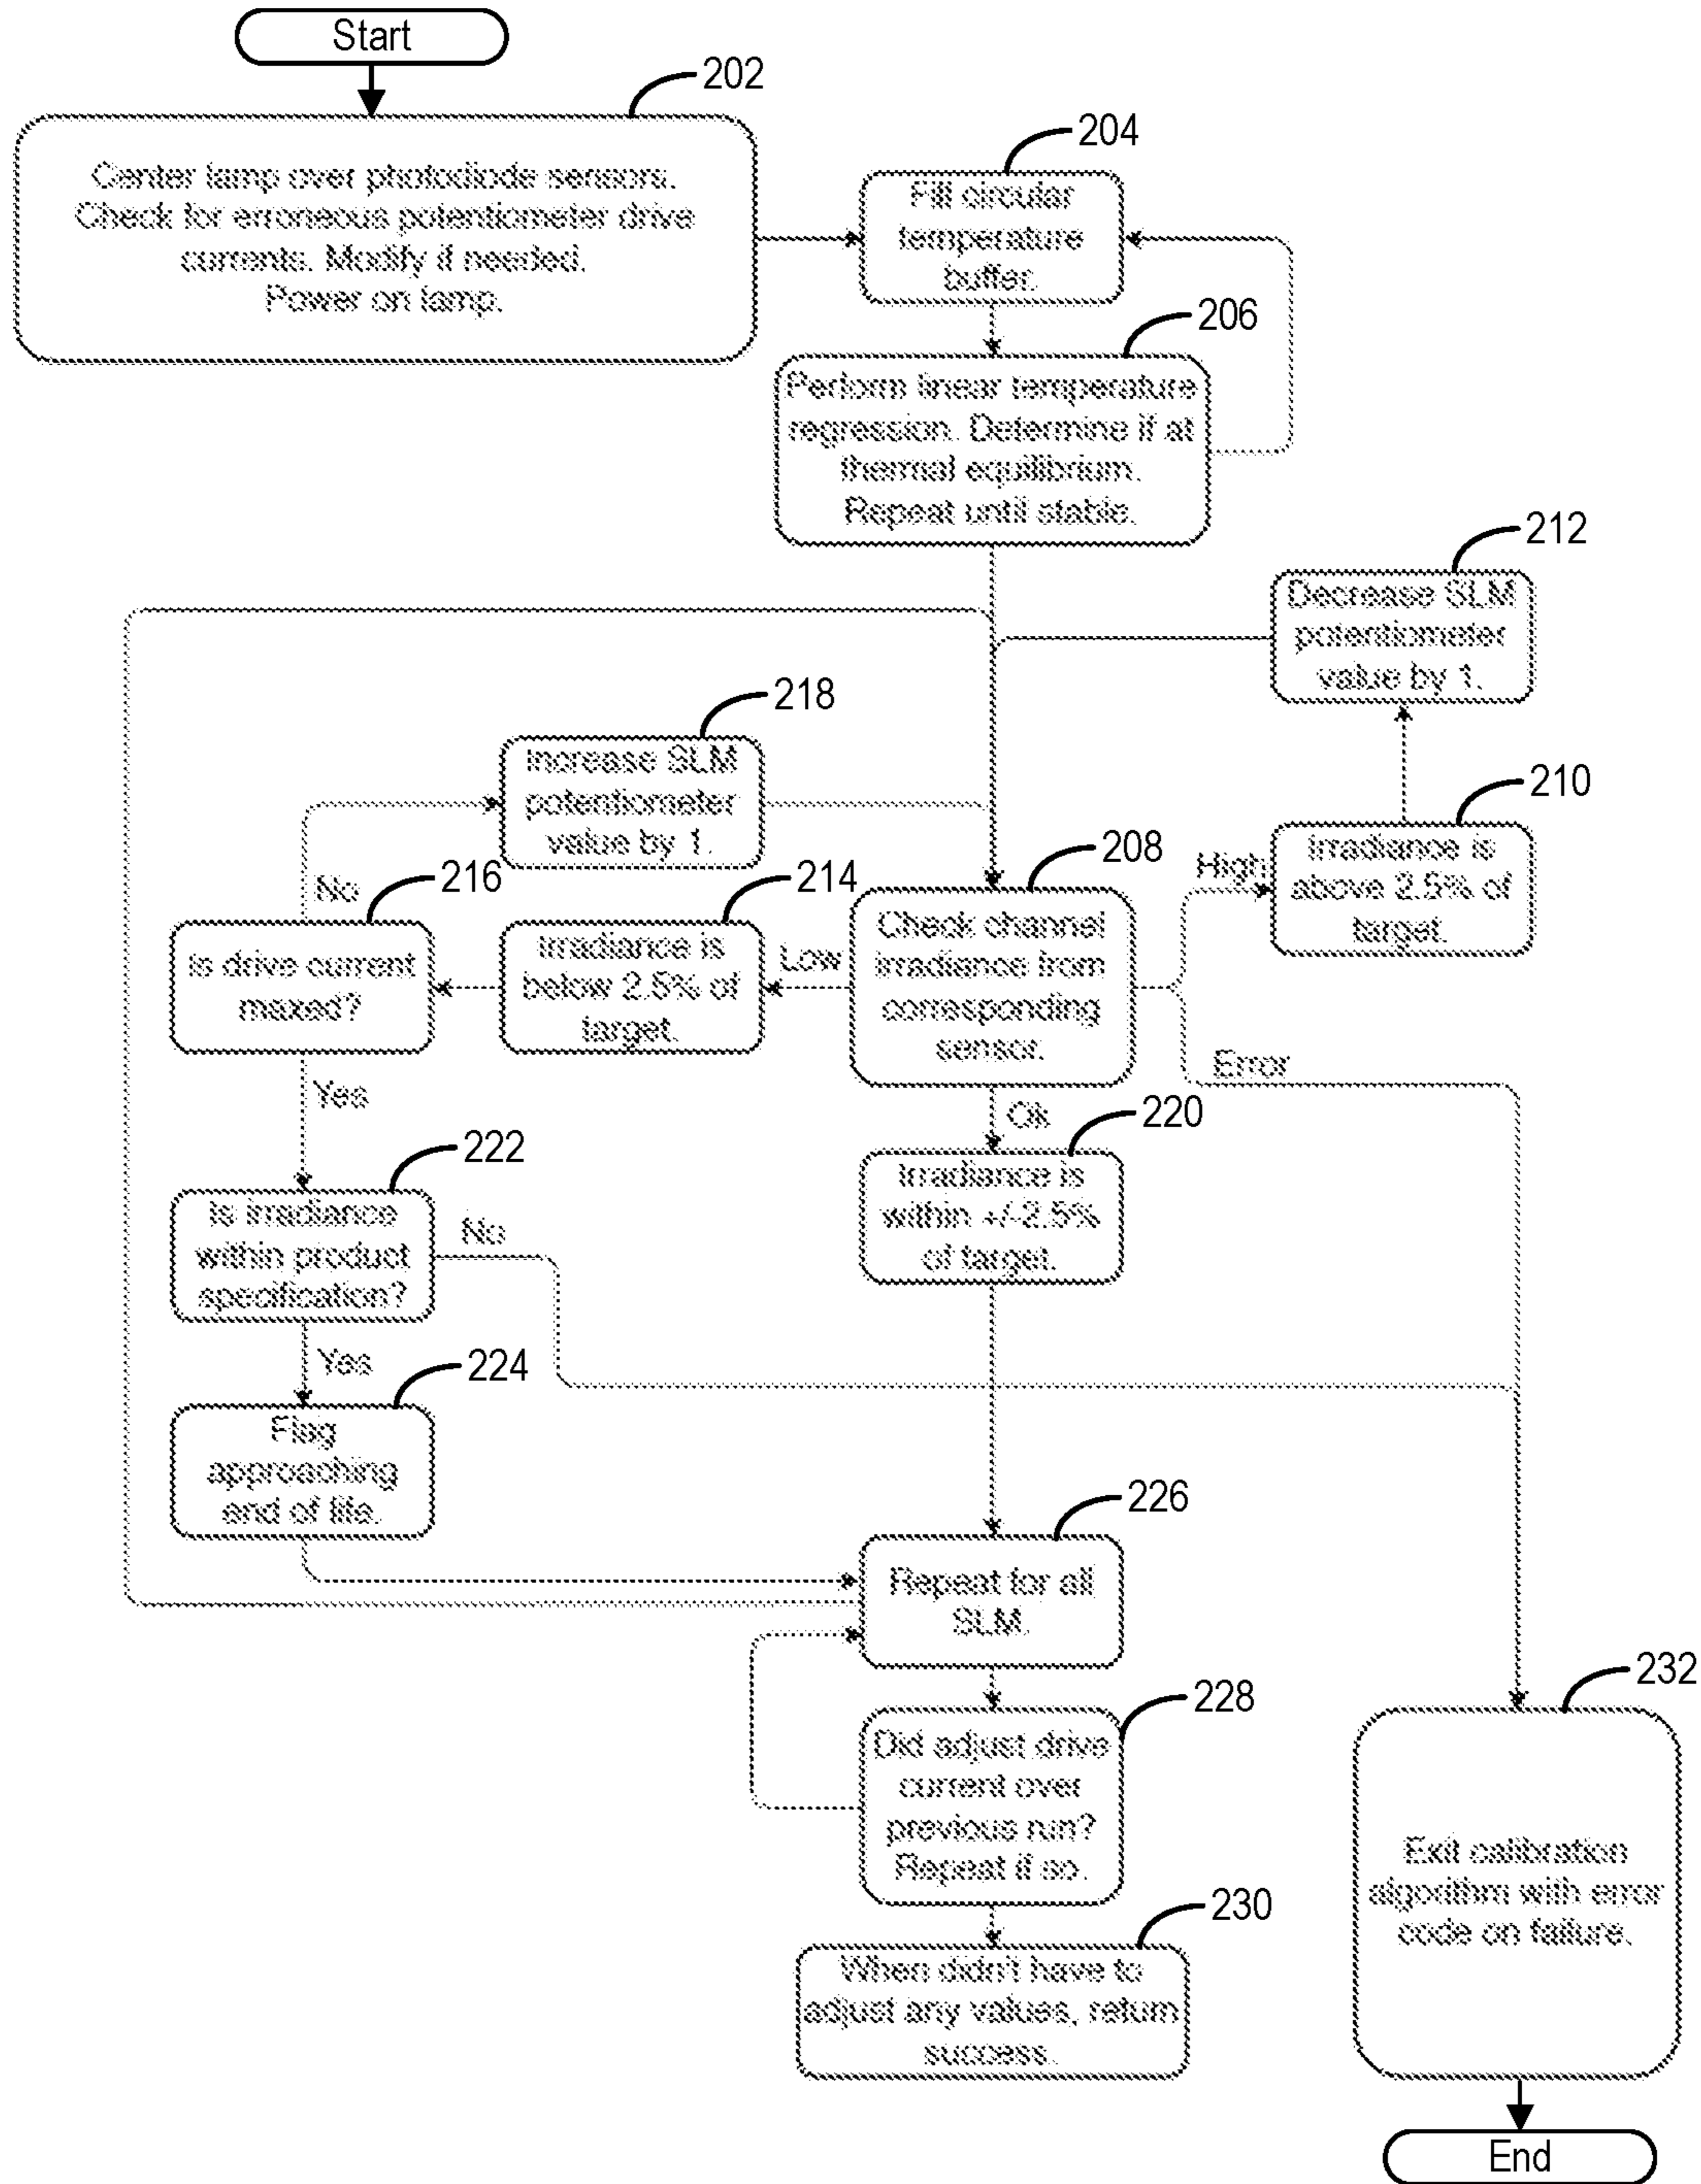 Start
202
Center lamp over photodiode sensors.
Check for erroneous potentiometer drive
currents. Modify if needed.
Power on lamp.
204
Fill circular
temperature
buffer.
206
Perform linear temperature
regression. Determine if at
thermal equilibrium.
Repeat until stable.
212
Decrease SLM
potentiometer
value by 1.
218
Increase SLM
potentiometer
value by 1.
210
High
Irradiance is
above 2.5% of
target.
208
Check channel
irradiance from
corresponding
sensor.
Low
214
Irradiance is
below 2.5% of
target.
216
No
Is drive current
maxed?
Error
Yes
Ok
220
Irradiance is
within +/-2.5%
of target.
222
Is irradiance
within product
specification?
No
Yes
224
Flag
approaching
end of life.
226
Repeat for all
SLM.
228
Did adjust drive
current over
previous run?
Repeat if so.
230
When didn't have to
adjust any values, return
success.
232
Exit calibration
algorithm with error
code on failure.
End